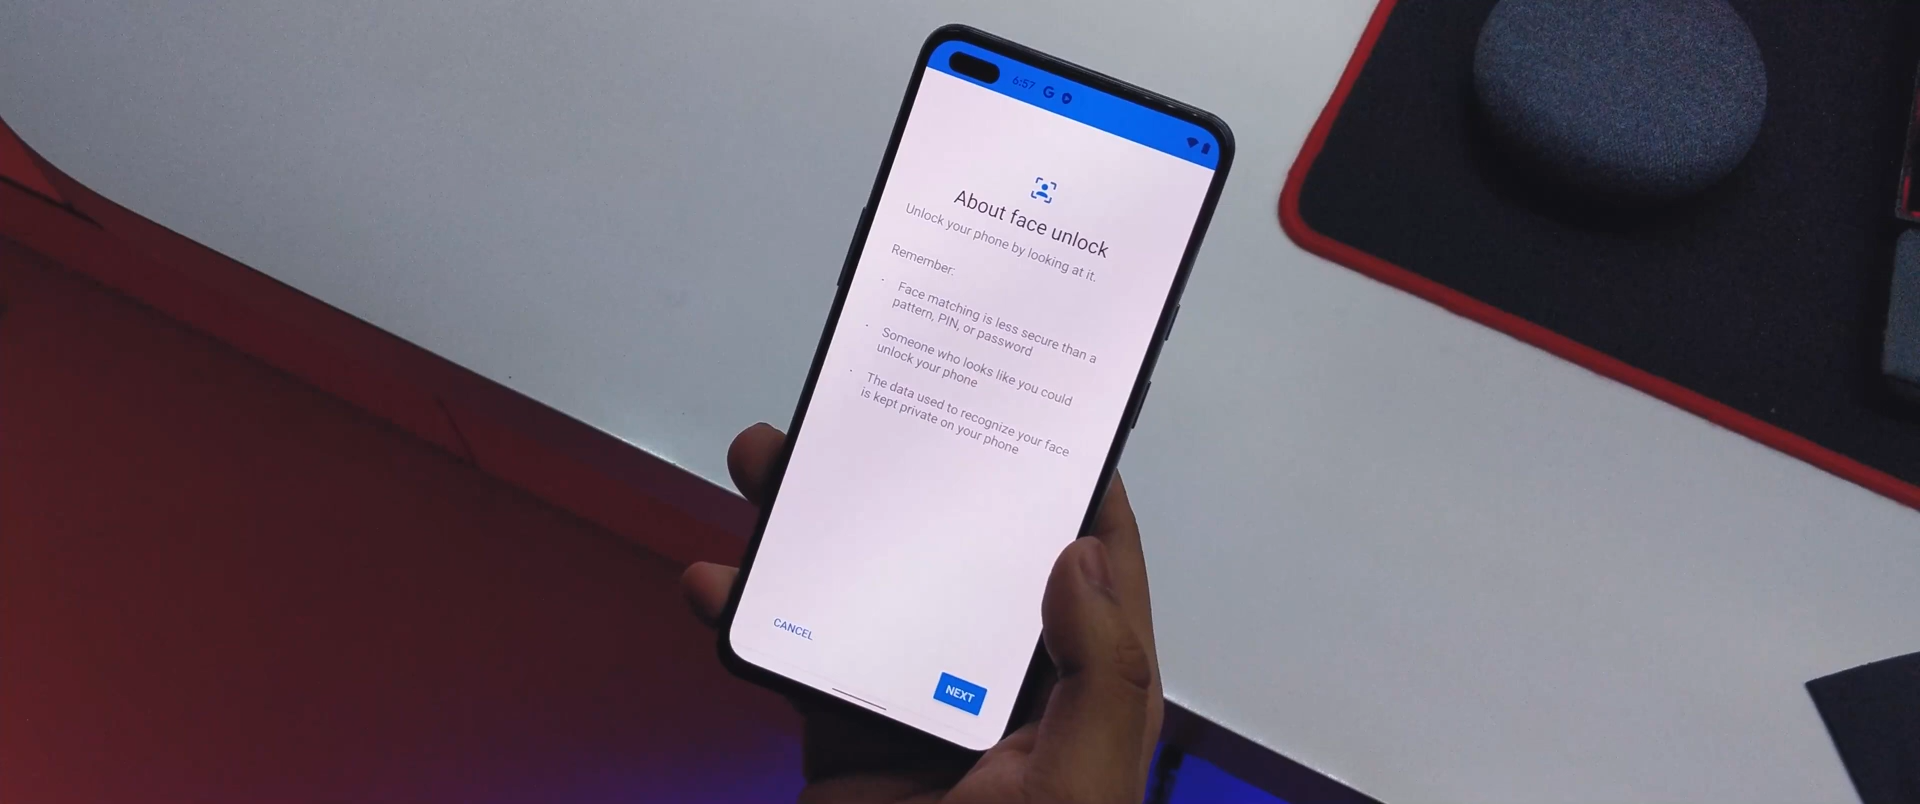 6:57 G
About face unlock
Unlock your phone by looking at it.
Remember:
· Face matching is less secure than a
pattern, PIN, or password
· Someone who looks like you could
unlock your phone
· The data used to recognize your face
is kept private on your phone
CANCEL
NEXT